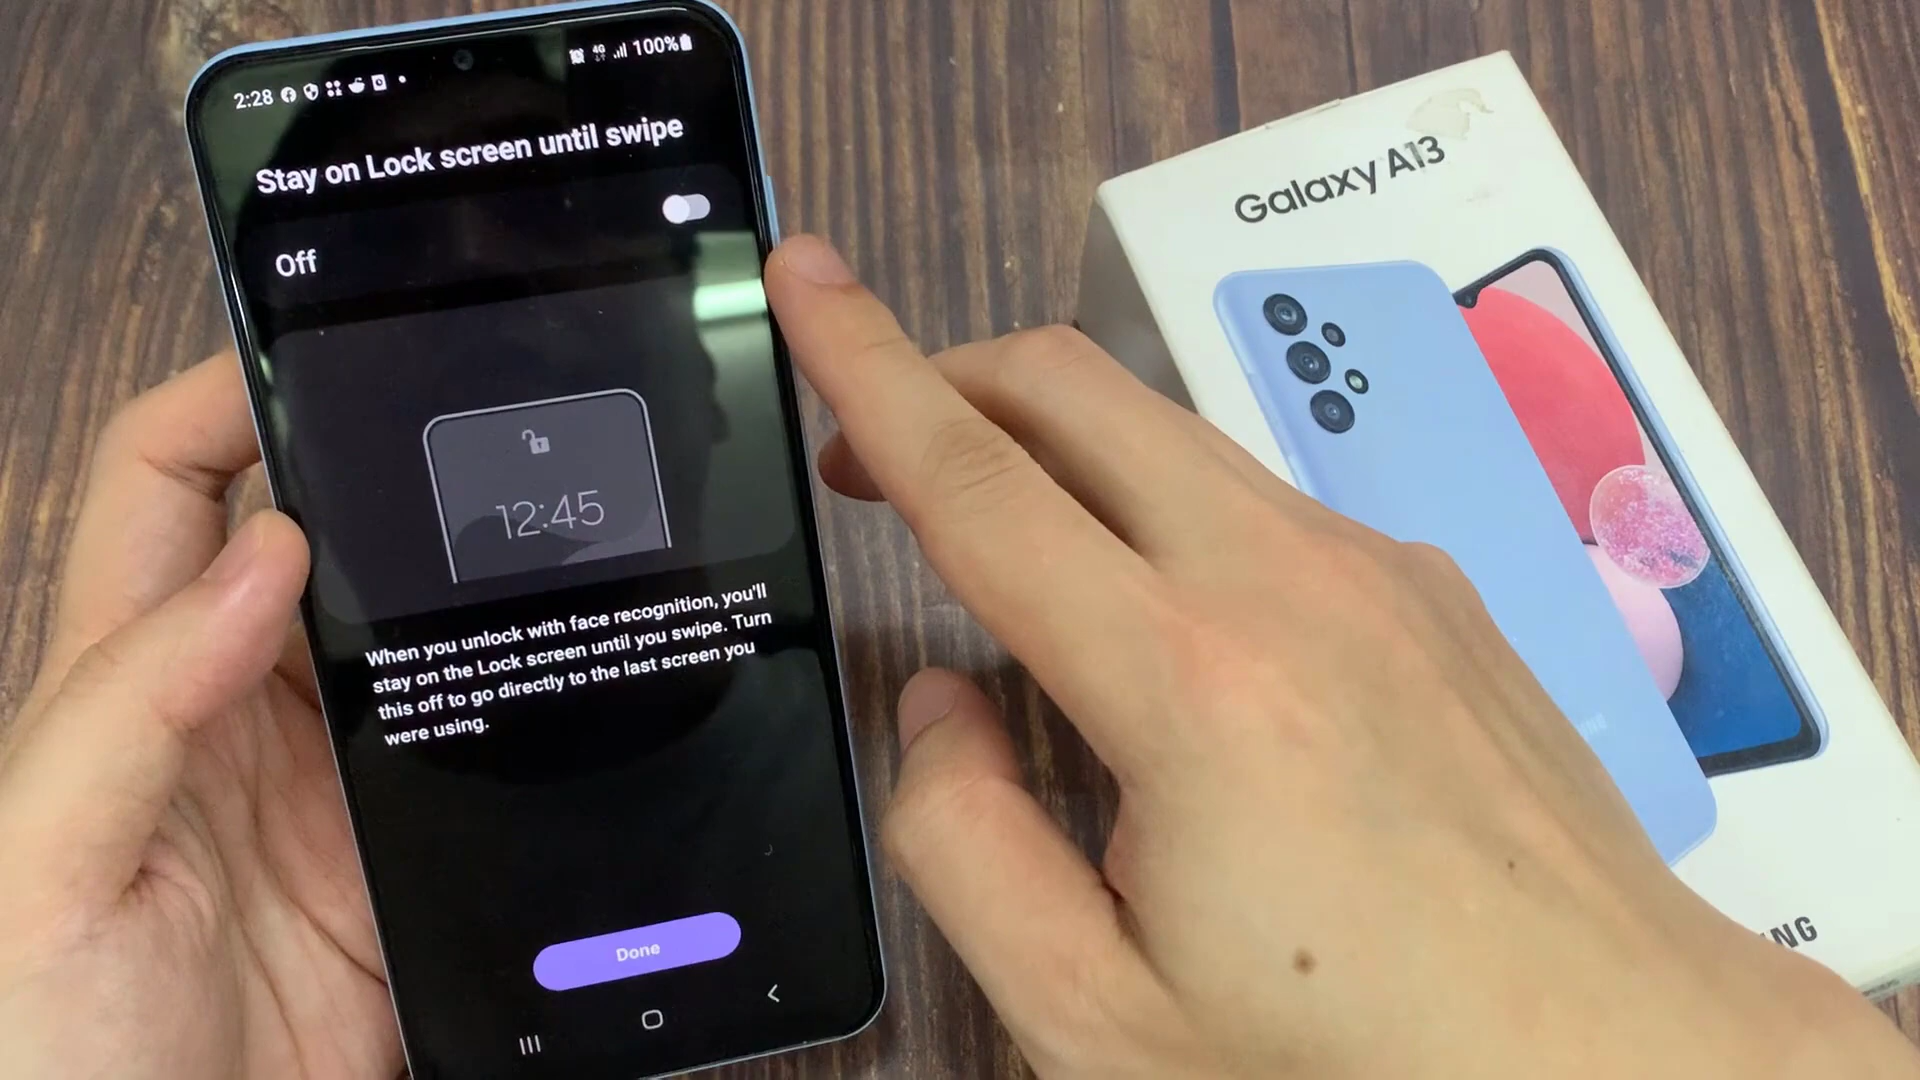 2:28 4G 100%
Stay on Lock screen until swipe
Off
12:45
When you unlock with face recognition, you'll
stay on the Lock screen until you swipe. Turn
this off to go directly to the last screen you
were using.
Done
Galaxy A13